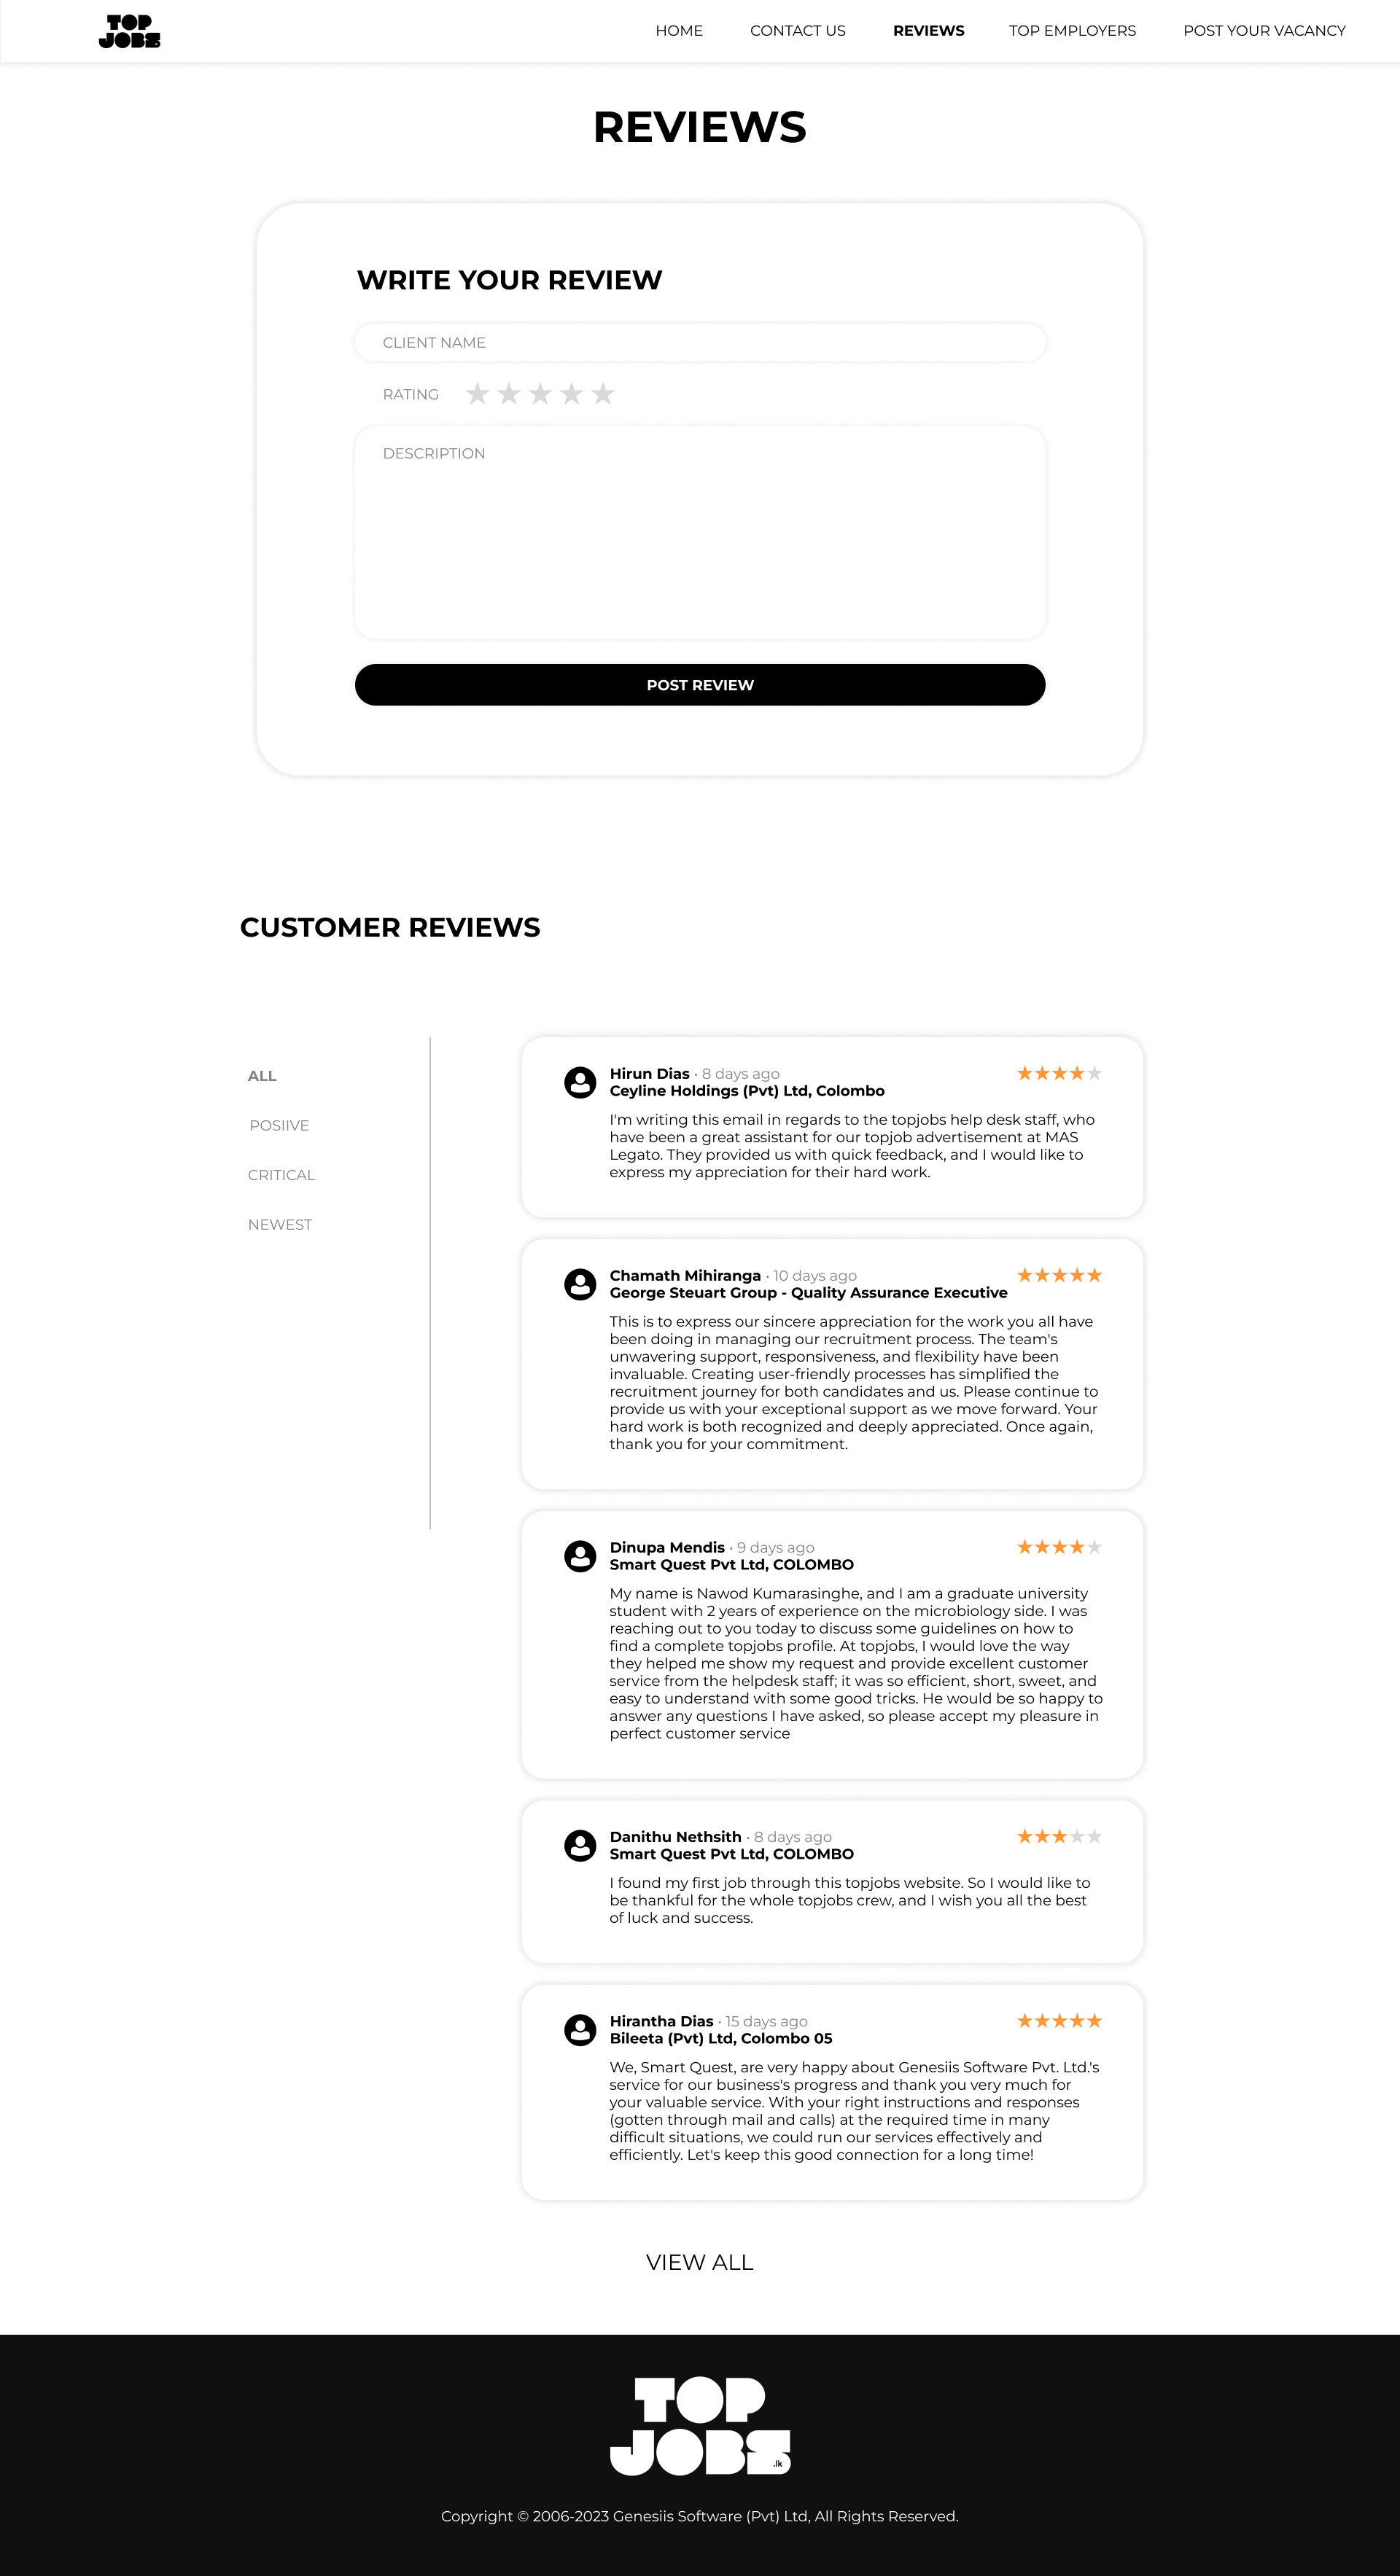 TOP
JOBS
HOME
CONTACT US
REVIEWS
TOP EMPLOYERS
POST YOUR VACANCY
REVIEWS
WRITE YOUR REVIEW
CLIENT NAME
RATING
DESCRIPTION
POST REVIEW
CUSTOMER REVIEWS
ALL
POSIIVE
CRITICAL
NEWEST
Hirun Dias • 8 days ago
Ceyline Holdings (Pvt) Ltd, Colombo
I'm writing this email in regards to the topjobs help desk staff, who
have been a great assistant for our topjob advertisement at MAS
Legato. They provided us with quick feedback, and I would like to
express my appreciation for their hard work.
Chamath Mihiranga • 10 days ago
George Steuart Group - Quality Assurance Executive
This is to express our sincere appreciation for the work you all have
been doing in managing our recruitment process. The team's
unwavering support, responsiveness, and flexibility have been
invaluable. Creating user-friendly processes has simplified the
recruitment journey for both candidates and us. Please continue to
provide us with your exceptional support as we move forward. Your
hard work is both recognized and deeply appreciated. Once again,
thank you for your commitment.
Dinupa Mendis • 9 days ago
Smart Quest Pvt Ltd, COLOMBO
My name is Nawod Kumarasinghe, and I am a graduate university
student with 2 years of experience on the microbiology side. I was
reaching out to you today to discuss some guidelines on how to
find a complete topjobs profile. At topjobs, I would love the way
they helped me show my request and provide excellent customer
service from the helpdesk staff; it was so efficient, short, sweet, and
easy to understand with some good tricks. He would be so happy to
answer any questions I have asked, so please accept my pleasure in
perfect customer service
Danithu Nethsith • 8 days ago
Smart Quest Pvt Ltd, COLOMBO
I found my first job through this topjobs website. So I would like to
be thankful for the whole topjobs crew, and I wish you all the best
of luck and success.
Hirantha Dias • 15 days ago
Bileeta (Pvt) Ltd, Colombo 05
We, Smart Quest, are very happy about Genesiis Software Pvt. Ltd.'s
service for our business's progress and thank you very much for
your valuable service. With your right instructions and responses
(gotten through mail and calls) at the required time in many
difficult situations, we could run our services effectively and
efficiently. Let's keep this good connection for a long time!
VIEW ALL
TOP
JOBS
.lk
Copyright © 2006-2023 Genesiis Software (Pvt) Ltd, All Rights Reserved.